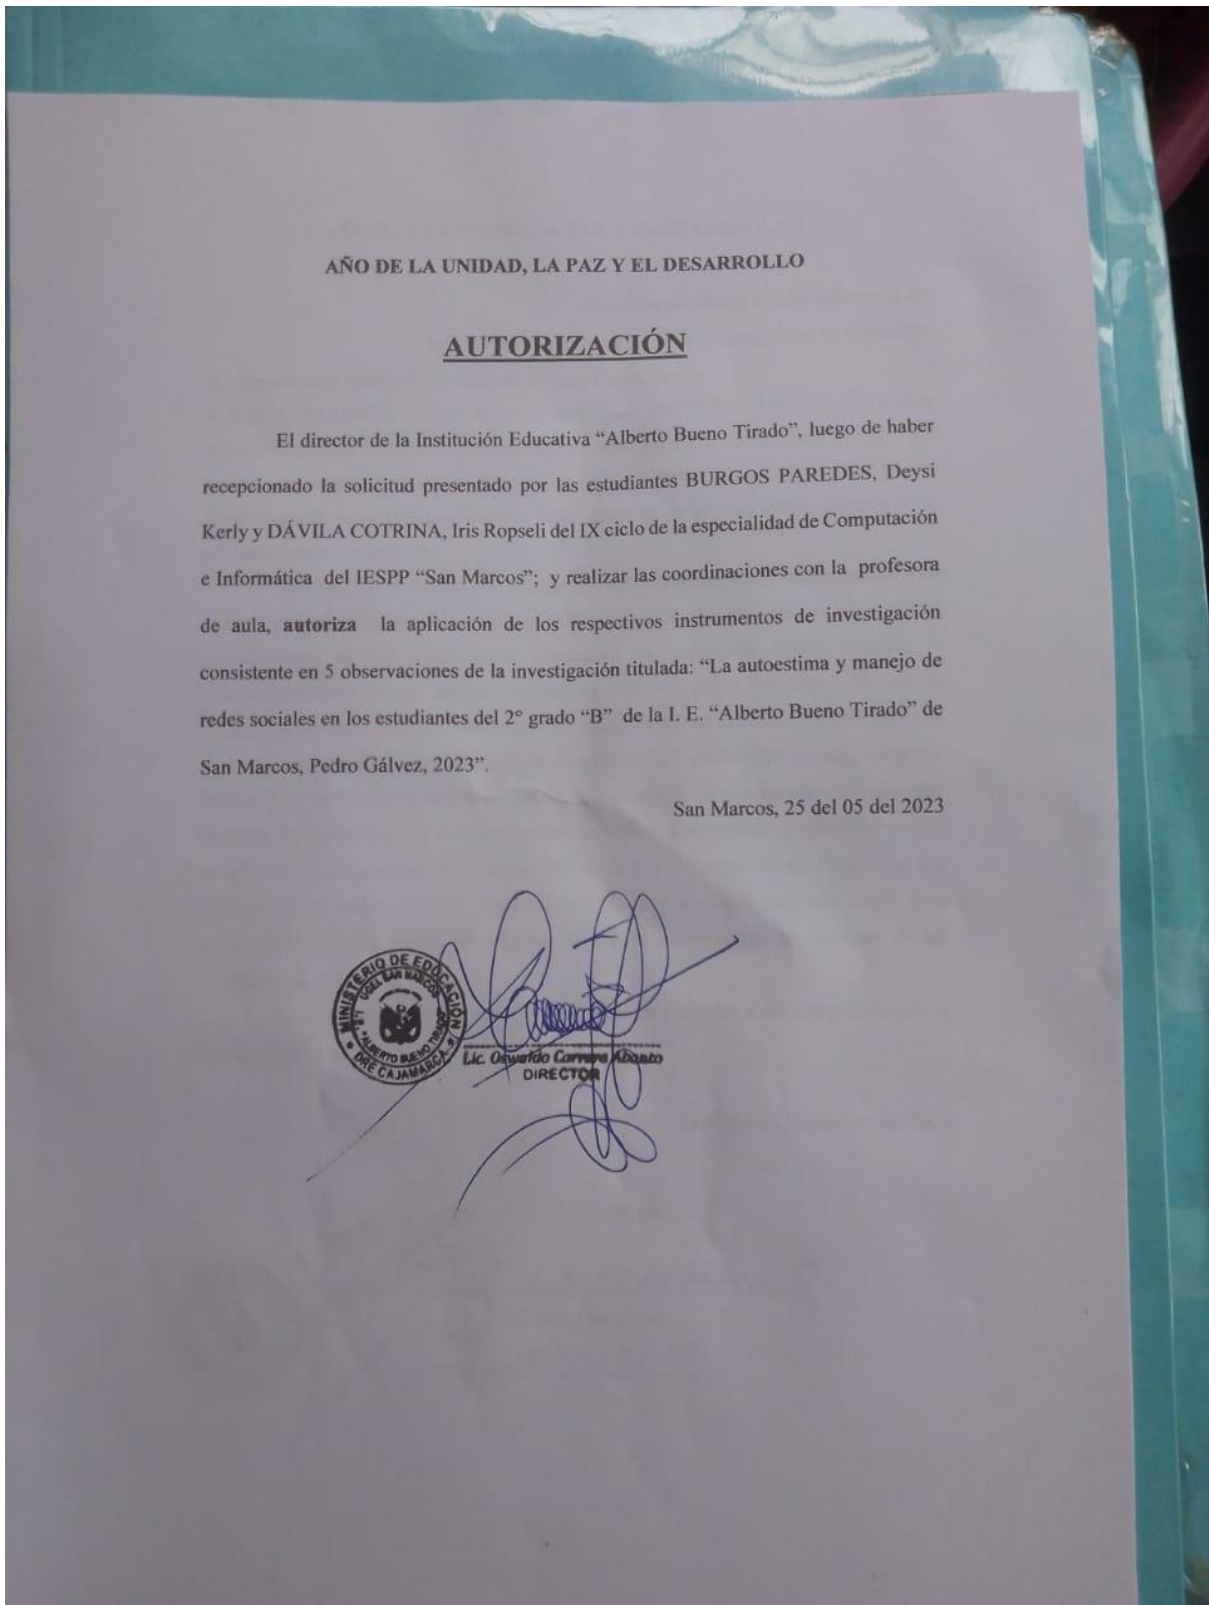 AÑO DE LA UNIDAD, LA PAZ Y EL DESARROLLO
AUTORIZACIÓN
El director de la Institución Educativa “Alberto Bueno Tirado”, luego de haber
recepcionado la solicitud presentado por las estudiantes BURGOS PAREDES, Deysi
Kerly y DÁVILA COTRINA, Iris Ropseli del IX ciclo de la especialidad de Computación
e Informática del IESPP “San Marcos”; y realizar las coordinaciones con la profesora
de aula, autoriza la aplicación de los respectivos instrumentos de investigación
consistente en 5 observaciones de la investigación titulada: “La autoestima y manejo de
redes sociales en los estudiantes del 2° grado “B” de la I. E. “Alberto Bueno Tirado” de
San Marcos, Pedro Gálvez, 2023”.
San Marcos, 25 del 05 del 2023
MINISTERIO DE EDUCACIÓN
UGEL SAN MARCOS
I.E. "ALBERTO BUENO TIRADO"
DRE CAJAMARCA
Lic. Oswaldo Carrera Abanto
DIRECTOR